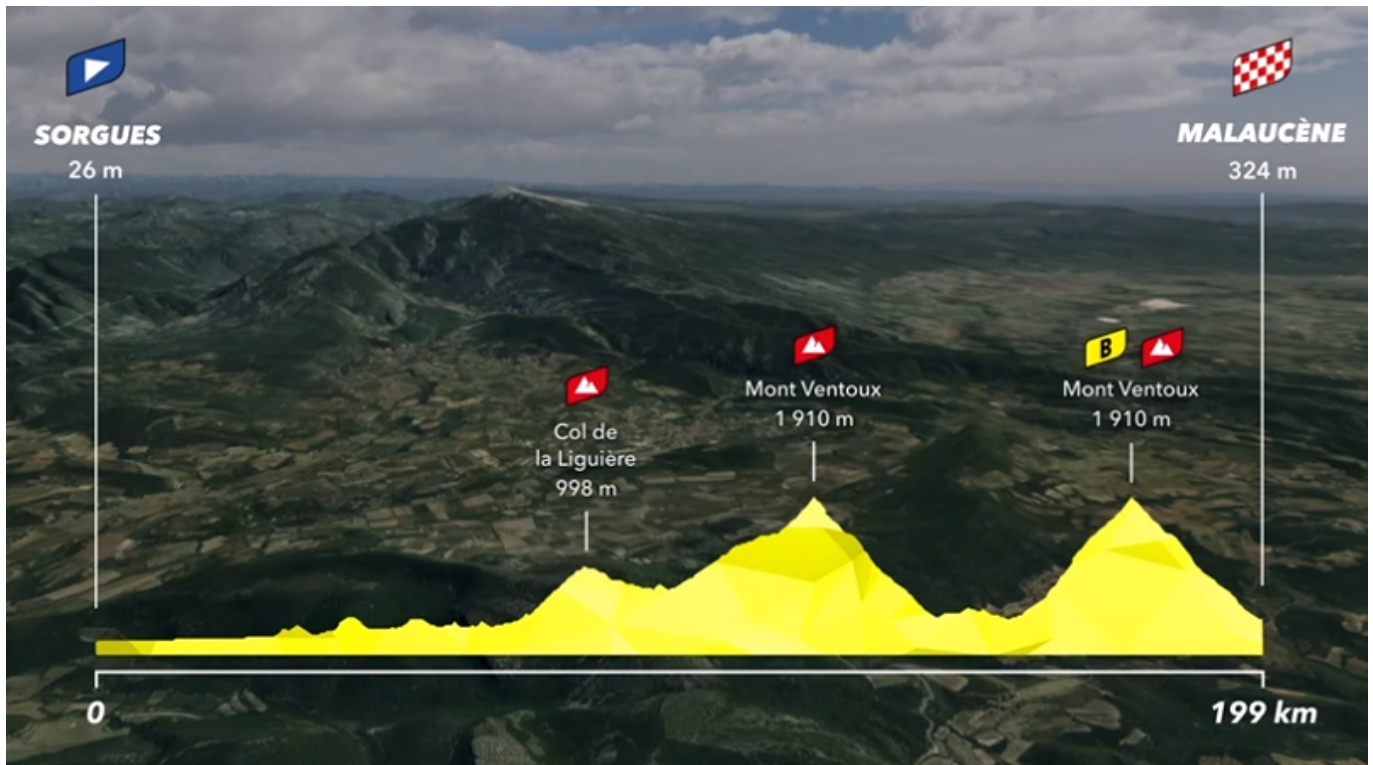 SORGUES
26 m
MALAUCÈNE
324 m
Col de
la Liguière
998 m
Mont Ventoux
1 910 m
B
Mont Ventoux
1 910 m
0
199 km